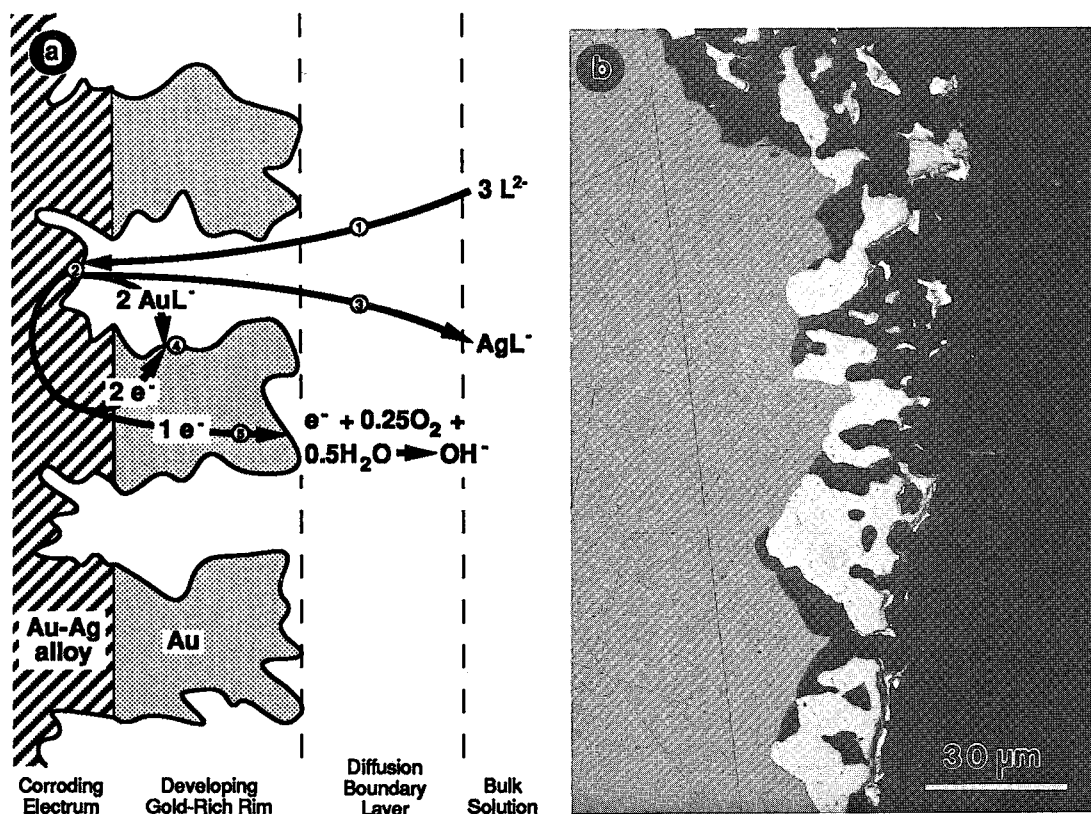 a
3 L²⁻
1
2
2 AuL⁻
3
4
AgL⁻
2 e⁻
1 e⁻
5
e⁻ + 0.25O₂ +
0.5H₂O → OH⁻
Au-Ag
alloy
Au
Corroding
Electrum
Developing
Gold-Rich Rim
Diffusion
Boundary
Layer
Bulk
Solution
b
30 µm